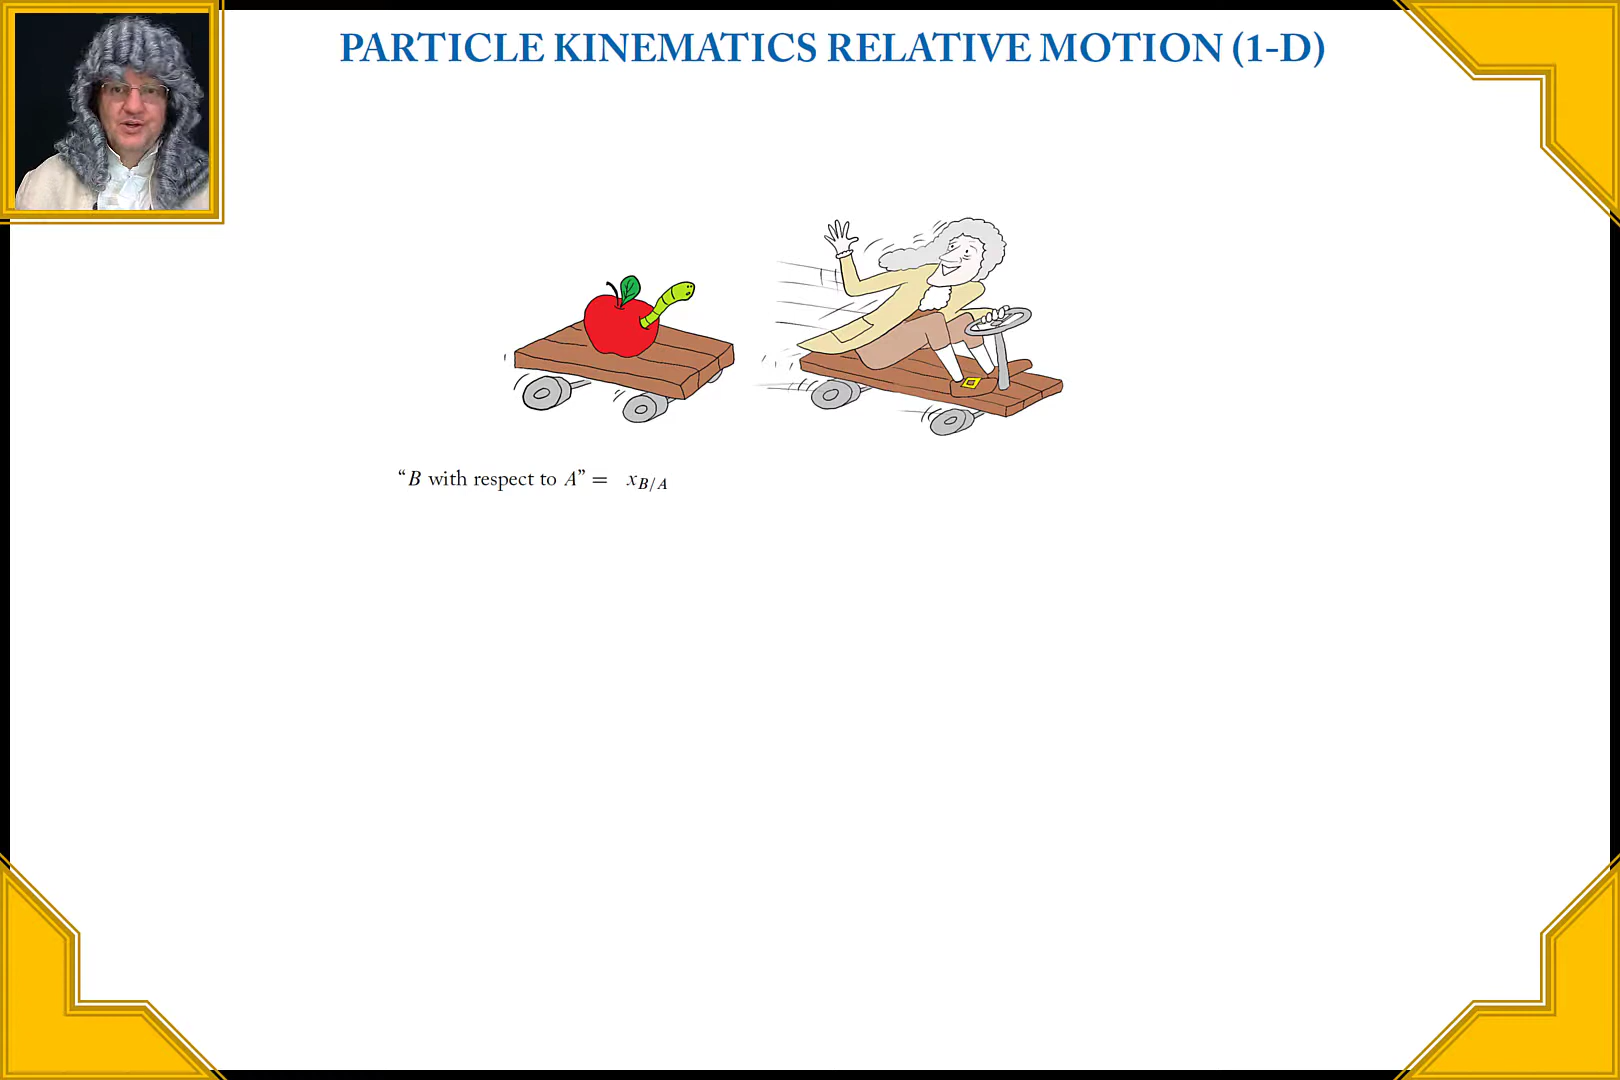 PARTICLE KINEMATICS RELATIVE MOTION (1-D)
“B with respect to A” = x_{B/A}